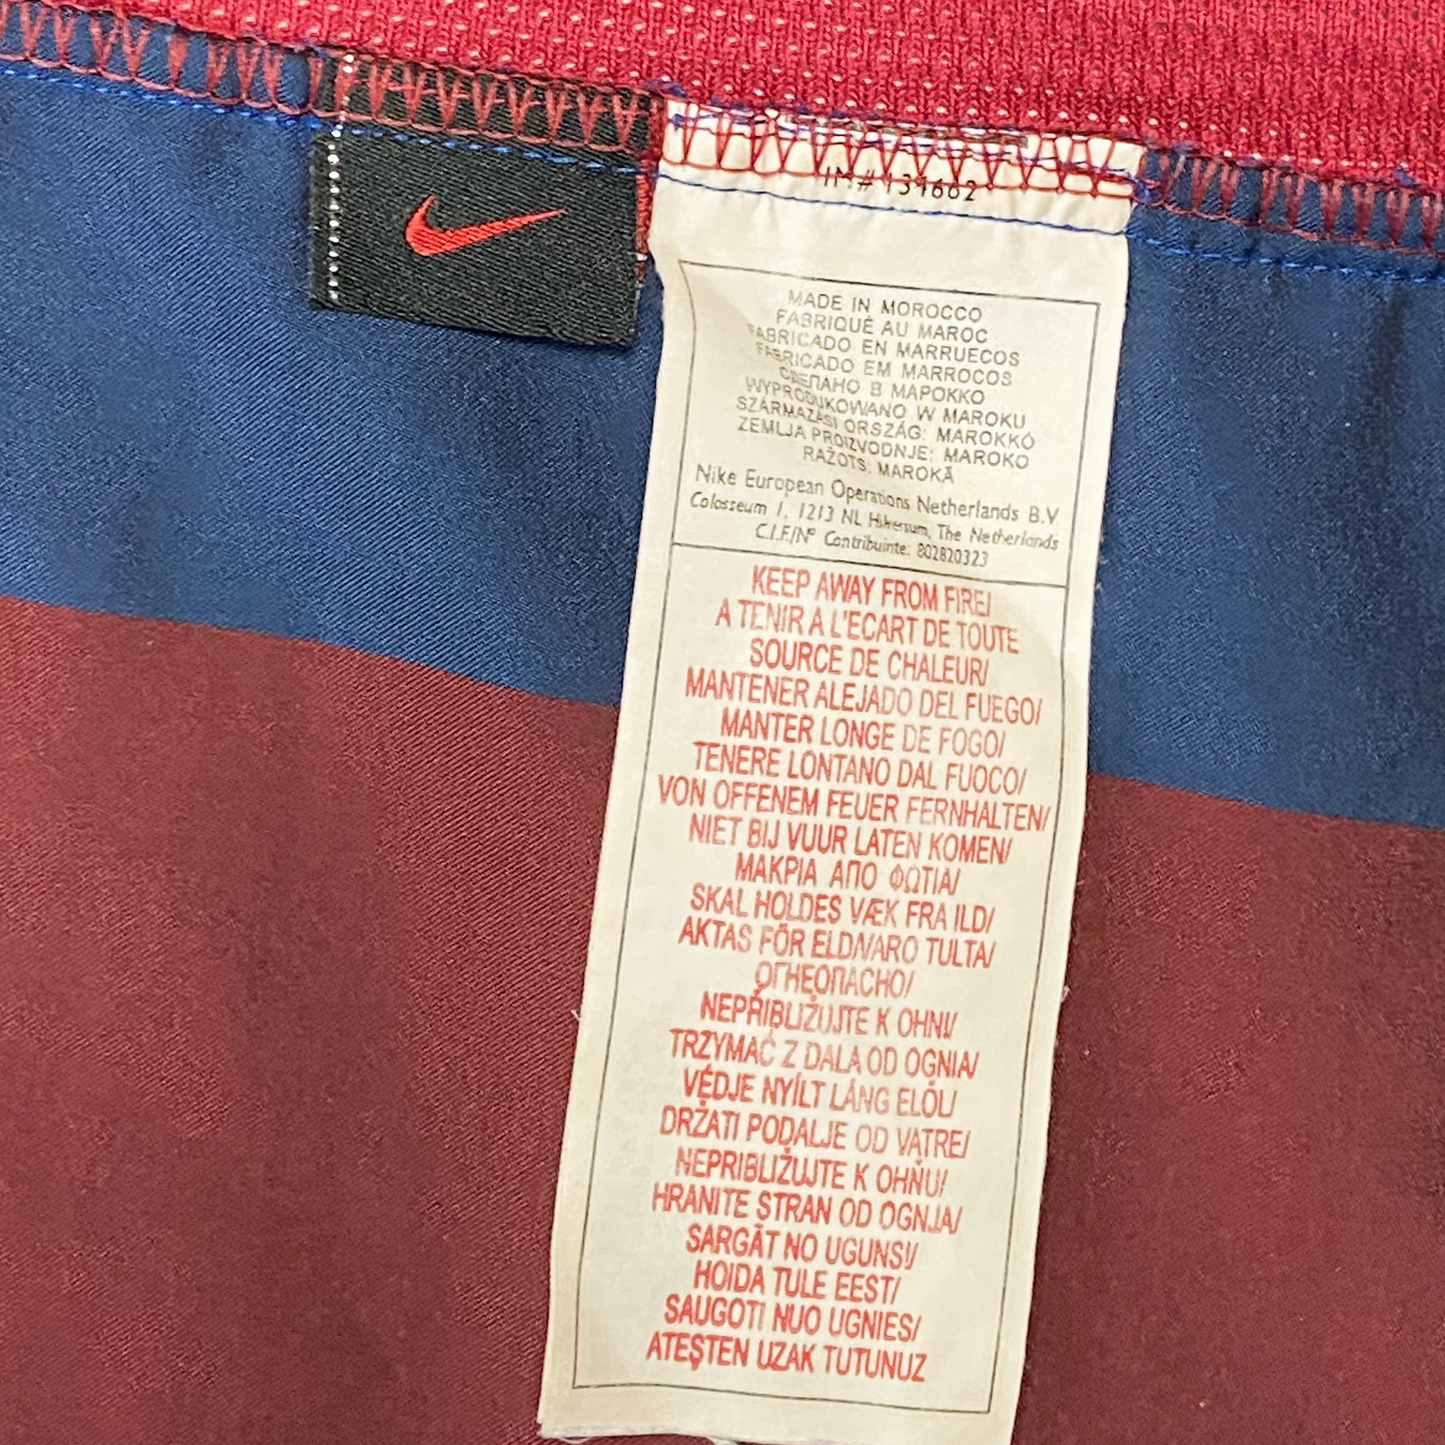 MADE IN MOROCCO
FABRIQUÉ AU MAROC
FABRICADO EN MARRUECOS
FABRICADO EM MARROCOS
СДЕЛАНО В МАРОККО
WYPRODUKOWANO W MAROKU
SZÁRMAZÁSI ORSZÁG: MAROKKÓ
ZEMLJA PROIZVODNJE: MAROKO
RAŽOTS: MAROKĀ
Nike European Operations Netherlands B.V.
Colosseum 1, 1213 NL Hilversum, The Netherlands
C.I.F./Nº Contribuinte: 802820323
KEEP AWAY FROM FIRE/
A TENIR A L'ECART DE TOUTE
SOURCE DE CHALEUR/
MANTENER ALEJADO DEL FUEGO/
MANTER LONGE DE FOGO/
TENERE LONTANO DAL FUOCO/
VON OFFENEM FEUER FERNHALTEN/
NIET BIJ VUUR LATEN KOMEN/
ΜΑΚΡΙΑ ΑΠΟ ΦΩΤΙΑ/
SKAL HOLDES VÆK FRA ILD/
AKTAS FÖR ELD/VARO TULTA/
ОГНЕОПАСНО/
NEPŘIBLIŽUJTE K OHNI/
TRZYMAĆ Z DALA OD OGNIA/
VÉDJE NYÍLT LÁNG ELŐL/
DRŽATI PODALJE OD VATRE/
NEPRIBLIŽUJTE K OHŇU/
HRANITE STRAN OD OGNJA/
SARGĀT NO UGUNS!/
HOIDA TULE EEST/
SAUGOTI NUO UGNIES/
ATEŞTEN UZAK TUTUNUZ